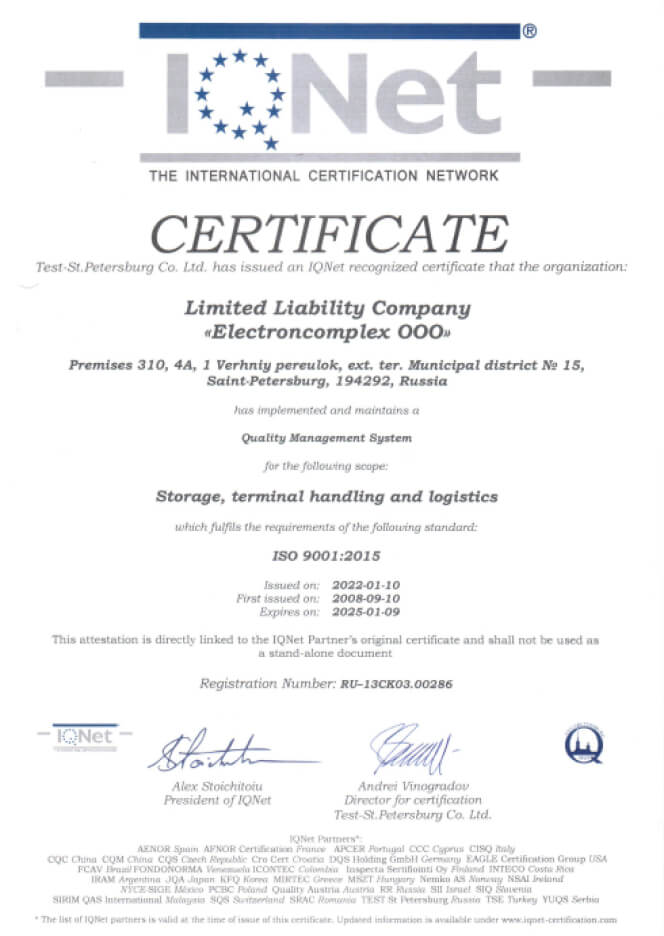 ®
IQNet
THE INTERNATIONAL CERTIFICATION NETWORK
CERTIFICATE
Test-St.Petersburg Co. Ltd. has issued an IQNet recognized certificate that the organization:
Limited Liability Company
«Electroncomplex OOO»
Premises 310, 4A, 1 Verhniy pereulok, ext. ter. Municipal district № 15,
Saint-Petersburg, 194292, Russia
has implemented and maintains a
Quality Management System
for the following scope:
Storage, terminal handling and logistics
which fulfils the requirements of the following standard:
ISO 9001:2015
Issued on: 2022-01-10
First issued on: 2008-09-10
Expires on: 2025-01-09
This attestation is directly linked to the IQNet Partner's original certificate and shall not be used as
a stand-alone document
Registration Number: RU–13CK03.00286
IQNet
Alex Stoichitoiu
President of IQNet
Andrei Vinogradov
Director for certification
Test-St.Petersburg Co. Ltd.
IQNet Partners*:
AENOR Spain AFNOR Certification France APCER Portugal CCC Cyprus CISQ Italy
CQC China CQM China CQS Czech Republic Cro Cert Croatia DQS Holding GmbH Germany EAGLE Certification Group USA
FCAV Brazil FONDONORMA Venezuela ICONTEC Colombia Inspecta Sertifiointi Oy Finland INTECO Costa Rica
IRAM Argentina JQA Japan KFQ Korea MIRTEC Greece MSZT Hungary Nemko AS Norway NSAI Ireland
NYCE-SIGE México PCBC Poland Quality Austria Austria RR Russia SII Israel SIQ Slovenia
SIRIM QAS International Malaysia SQS Switzerland SRAC Romania TEST St Petersburg Russia TSE Turkey YUQS Serbia
* The list of IQNet partners is valid at the time of issue of this certificate. Updated information is available under www.iqnet-certification.com